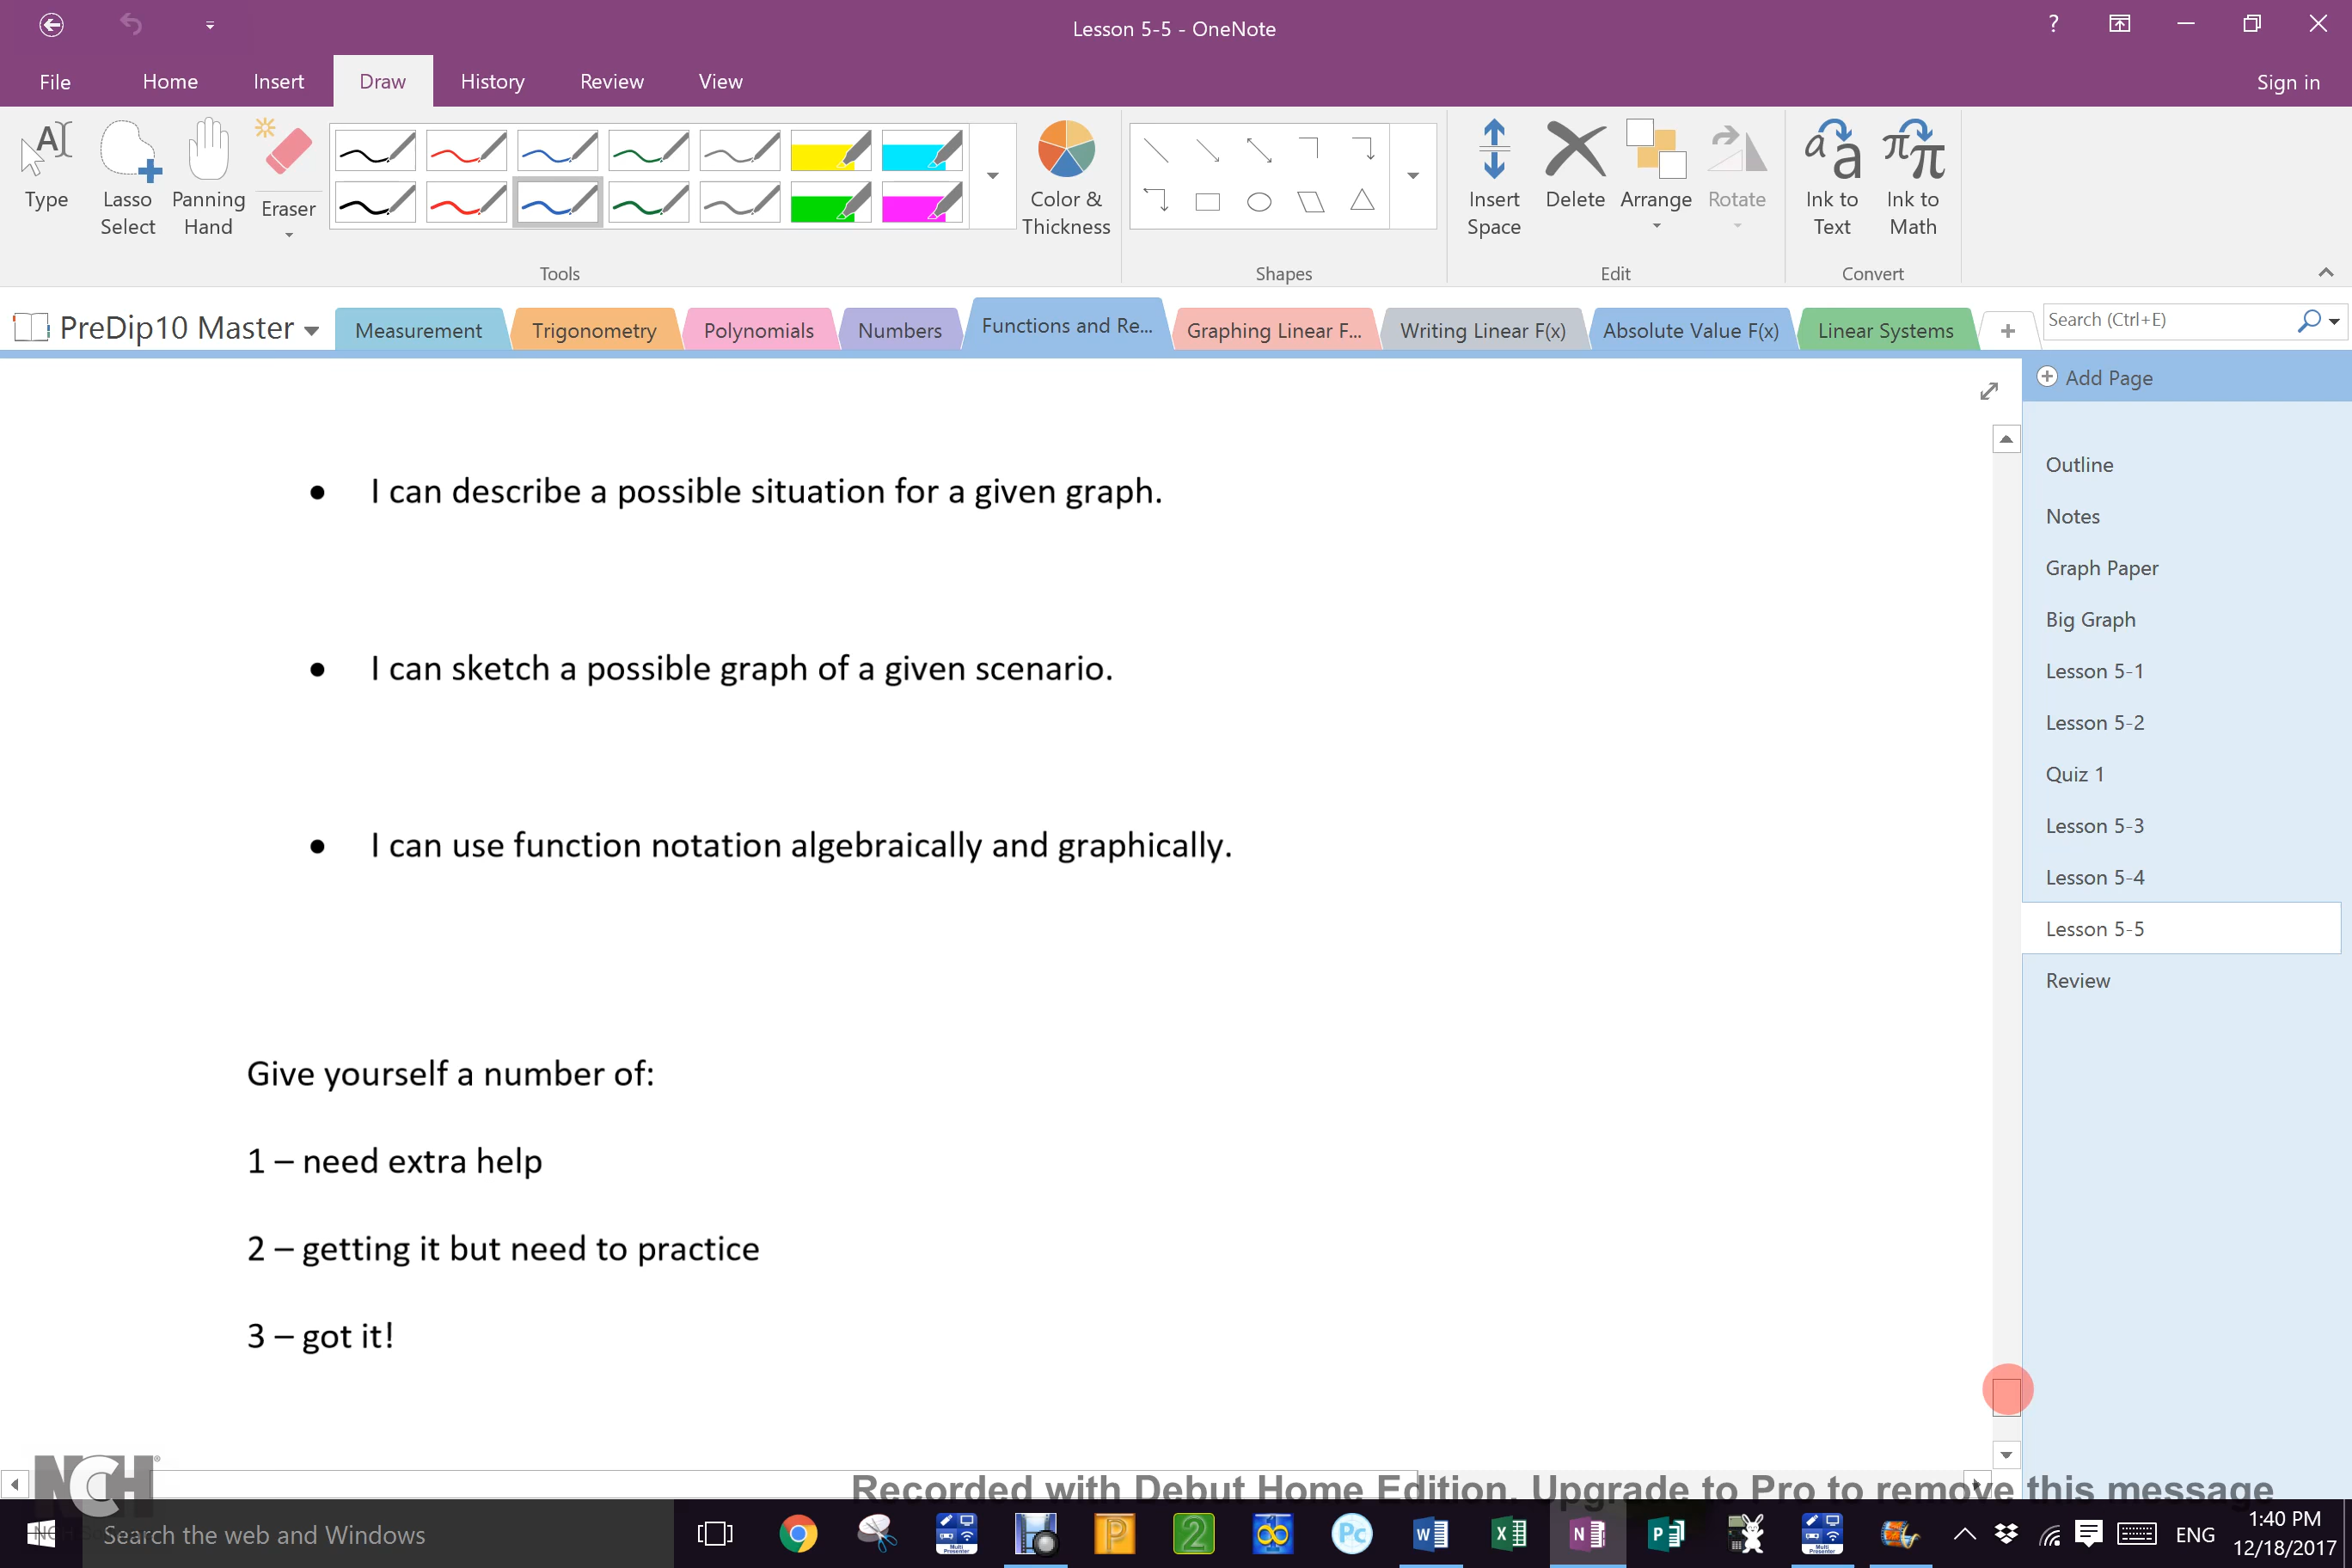 Lesson 5-5 - OneNote
?
File Home Insert Draw History Review View Sign in
Type
Lasso Select
Panning Hand
Eraser
Color & Thickness
Insert Space
Delete
Arrange
Rotate
Ink to Text
Ink to Math
Tools Shapes Edit Convert
PreDip10 Master Measurement Trigonometry Polynomials Numbers Functions and Re... Graphing Linear F... Writing Linear F(x) Absolute Value F(x) Linear Systems + Search (Ctrl+E)
Add Page
Outline
Notes
Graph Paper
Big Graph
Lesson 5-1
Lesson 5-2
Quiz 1
Lesson 5-3
Lesson 5-4
Lesson 5-5
Review
• I can describe a possible situation for a given graph.
• I can sketch a possible graph of a given scenario.
• I can use function notation algebraically and graphically.
Give yourself a number of:
1 – need extra help
2 – getting it but need to practice
3 – got it!
NCH
Recorded with Debut Home Edition. Upgrade to Pro to remove this message
Search the web and Windows
ENG
1:40 PM
12/18/2017